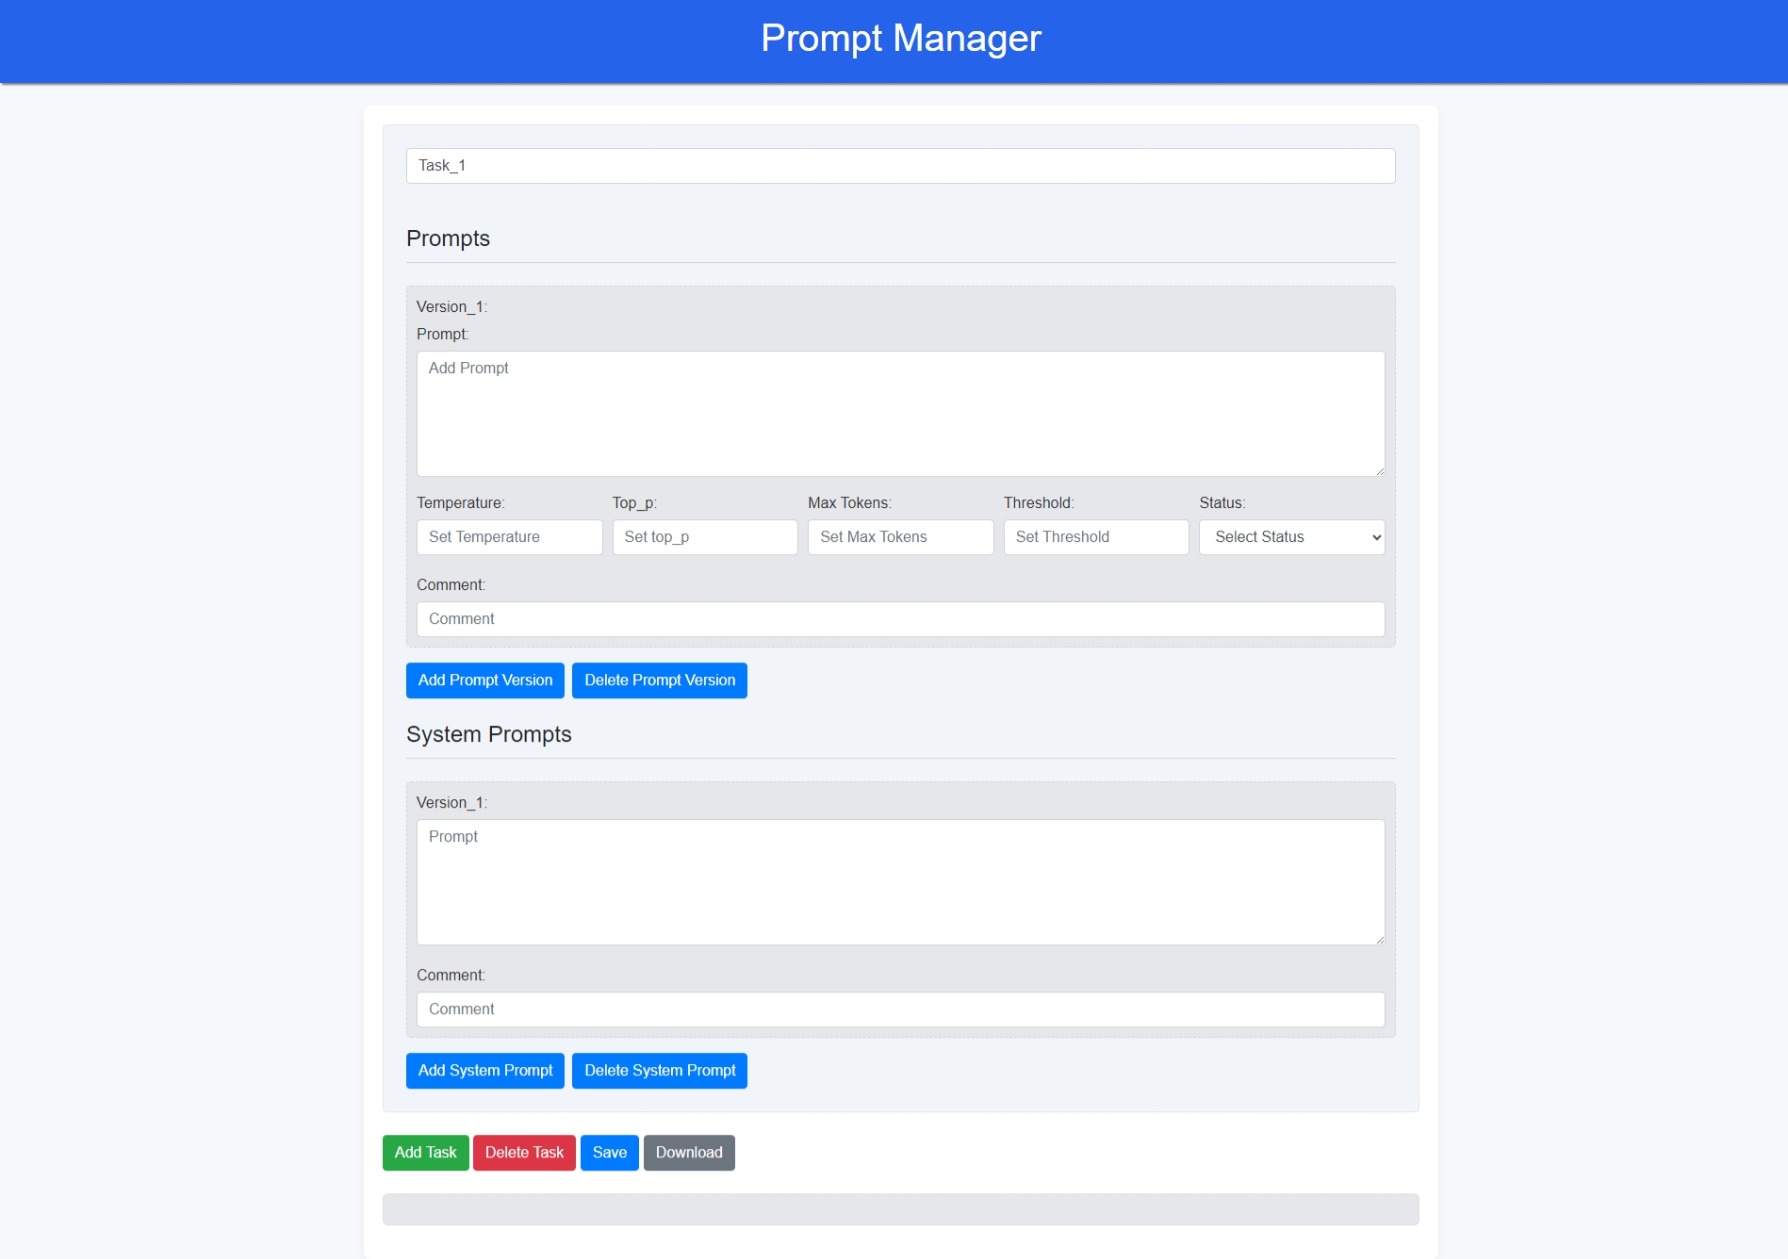 Prompt Manager
Task_1
Prompts
Version_1:
Prompt:
Add Prompt
Temperature: Top_p: Max Tokens: Threshold: Status:
Set Temperature Set top_p Set Max Tokens Set Threshold Select Status
Comment:
Comment
Add Prompt Version Delete Prompt Version
System Prompts
Version_1:
Prompt
Comment:
Comment
Add System Prompt Delete System Prompt
Add Task Delete Task Save Download